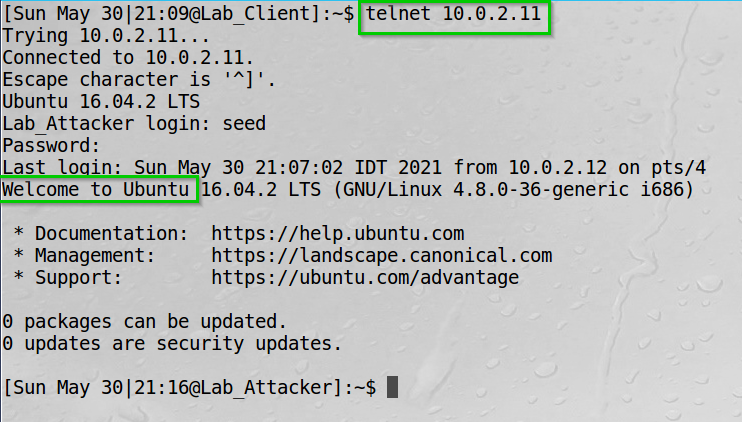 [Sun May 30|21:09@Lab_Client]:~$ telnet 10.0.2.11
Trying 10.0.2.11...
Connected to 10.0.2.11.
Escape character is '^]'.
Ubuntu 16.04.2 LTS
Lab_Attacker login: seed
Password:
Last login: Sun May 30 21:07:02 IDT 2021 from 10.0.2.12 on pts/4
Welcome to Ubuntu 16.04.2 LTS (GNU/Linux 4.8.0-36-generic i686)
* Documentation:  https://help.ubuntu.com
* Management:     https://landscape.canonical.com
* Support:        https://ubuntu.com/advantage
0 packages can be updated.
0 updates are security updates.
[Sun May 30|21:16@Lab_Attacker]:~$